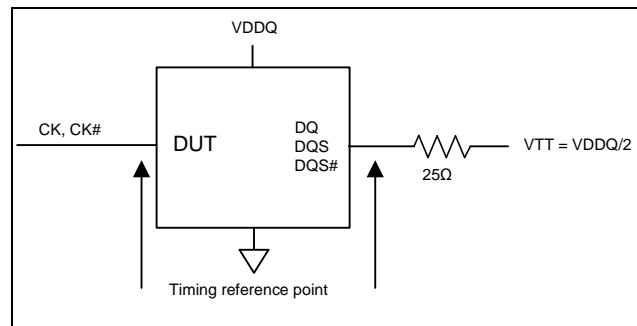 VDDQ
CK, CK#
DUT
DQ
DQS
DQS#
25Ω
VTT = VDDQ/2
Timing reference point